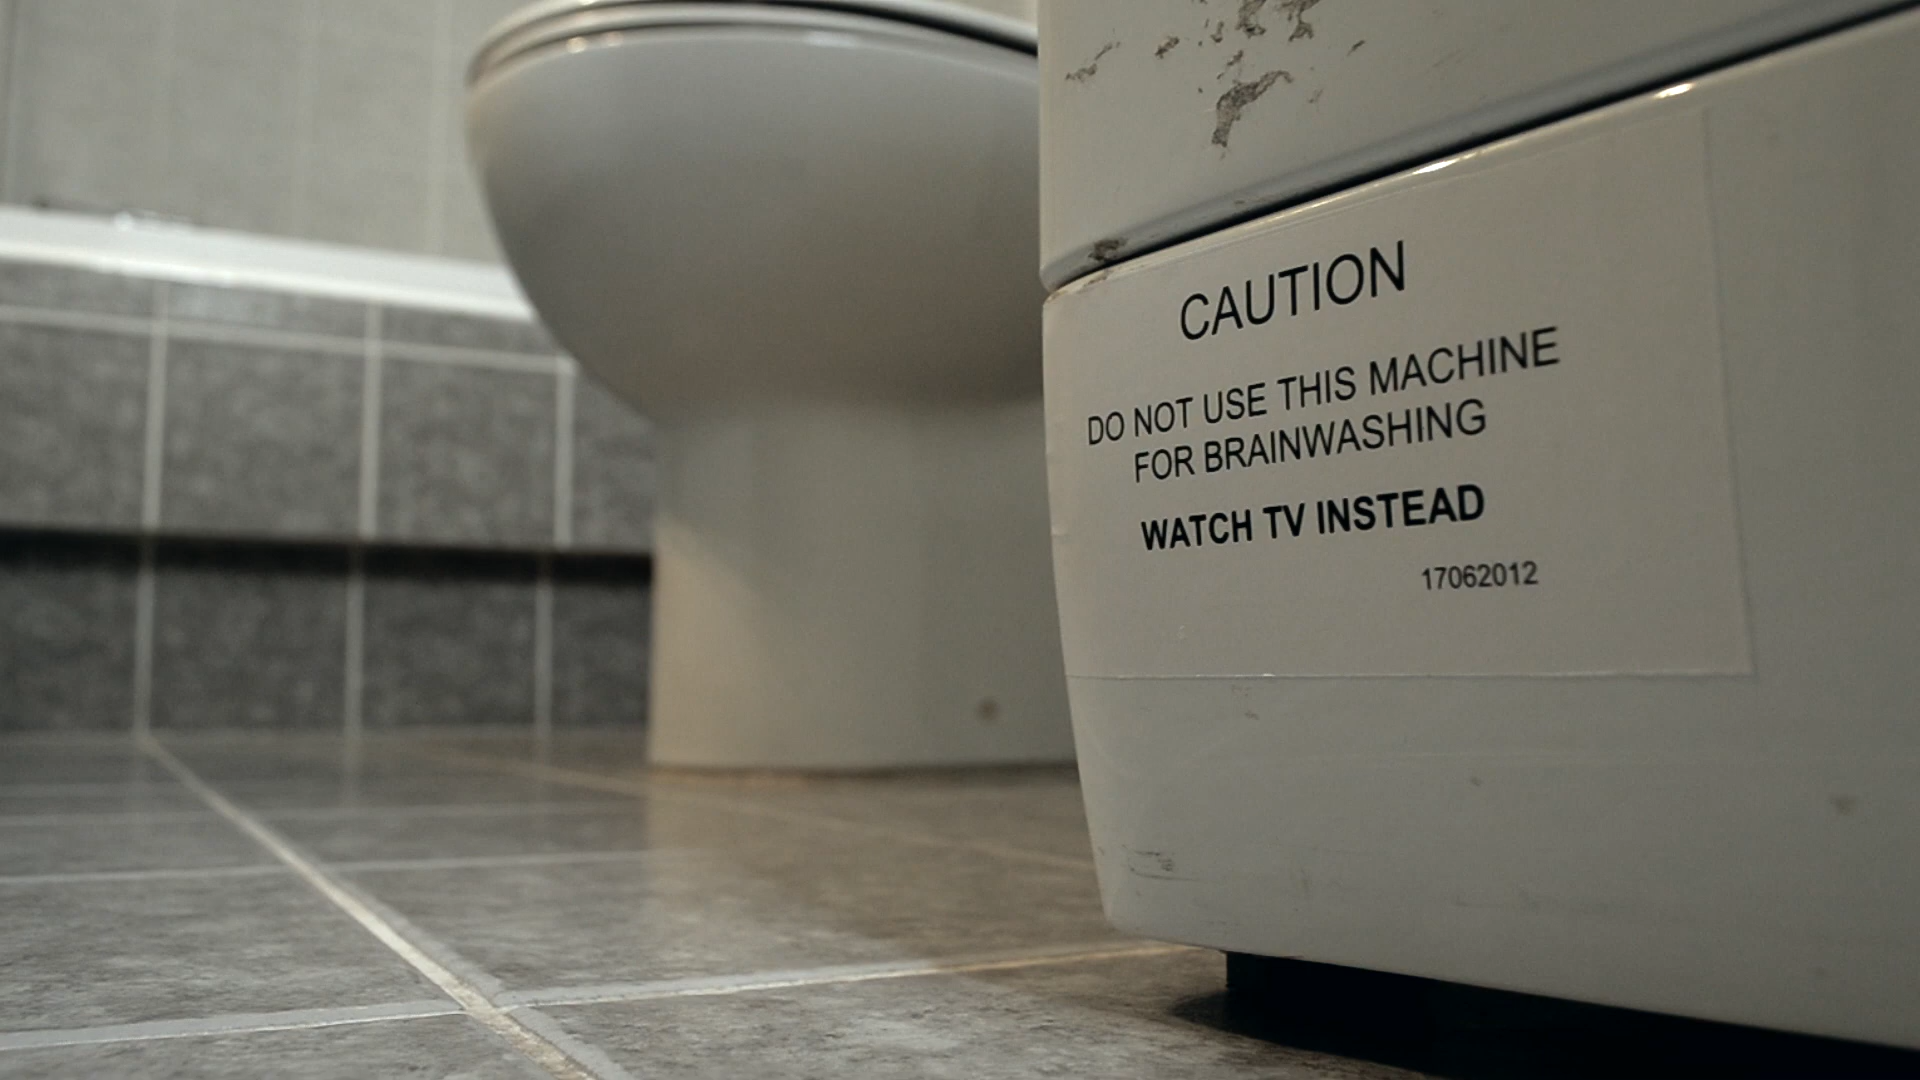 CAUTION
DO NOT USE THIS MACHINE
FOR BRAINWASHING
WATCH TV INSTEAD
17062012